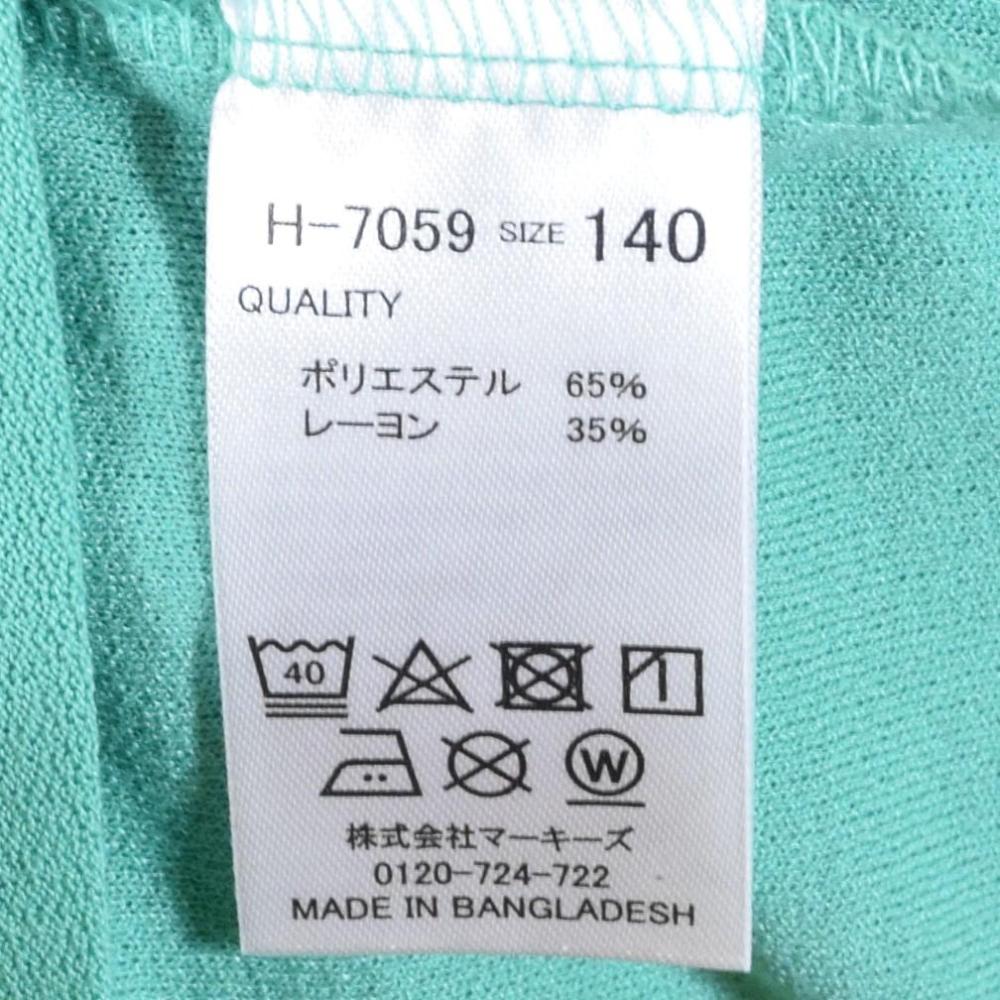 H-7059 SIZE 140
QUALITY
ポリエステル 65%
レーヨン 35%
40
W
株式会社マーキーズ
0120-724-722
MADE IN BANGLADESH